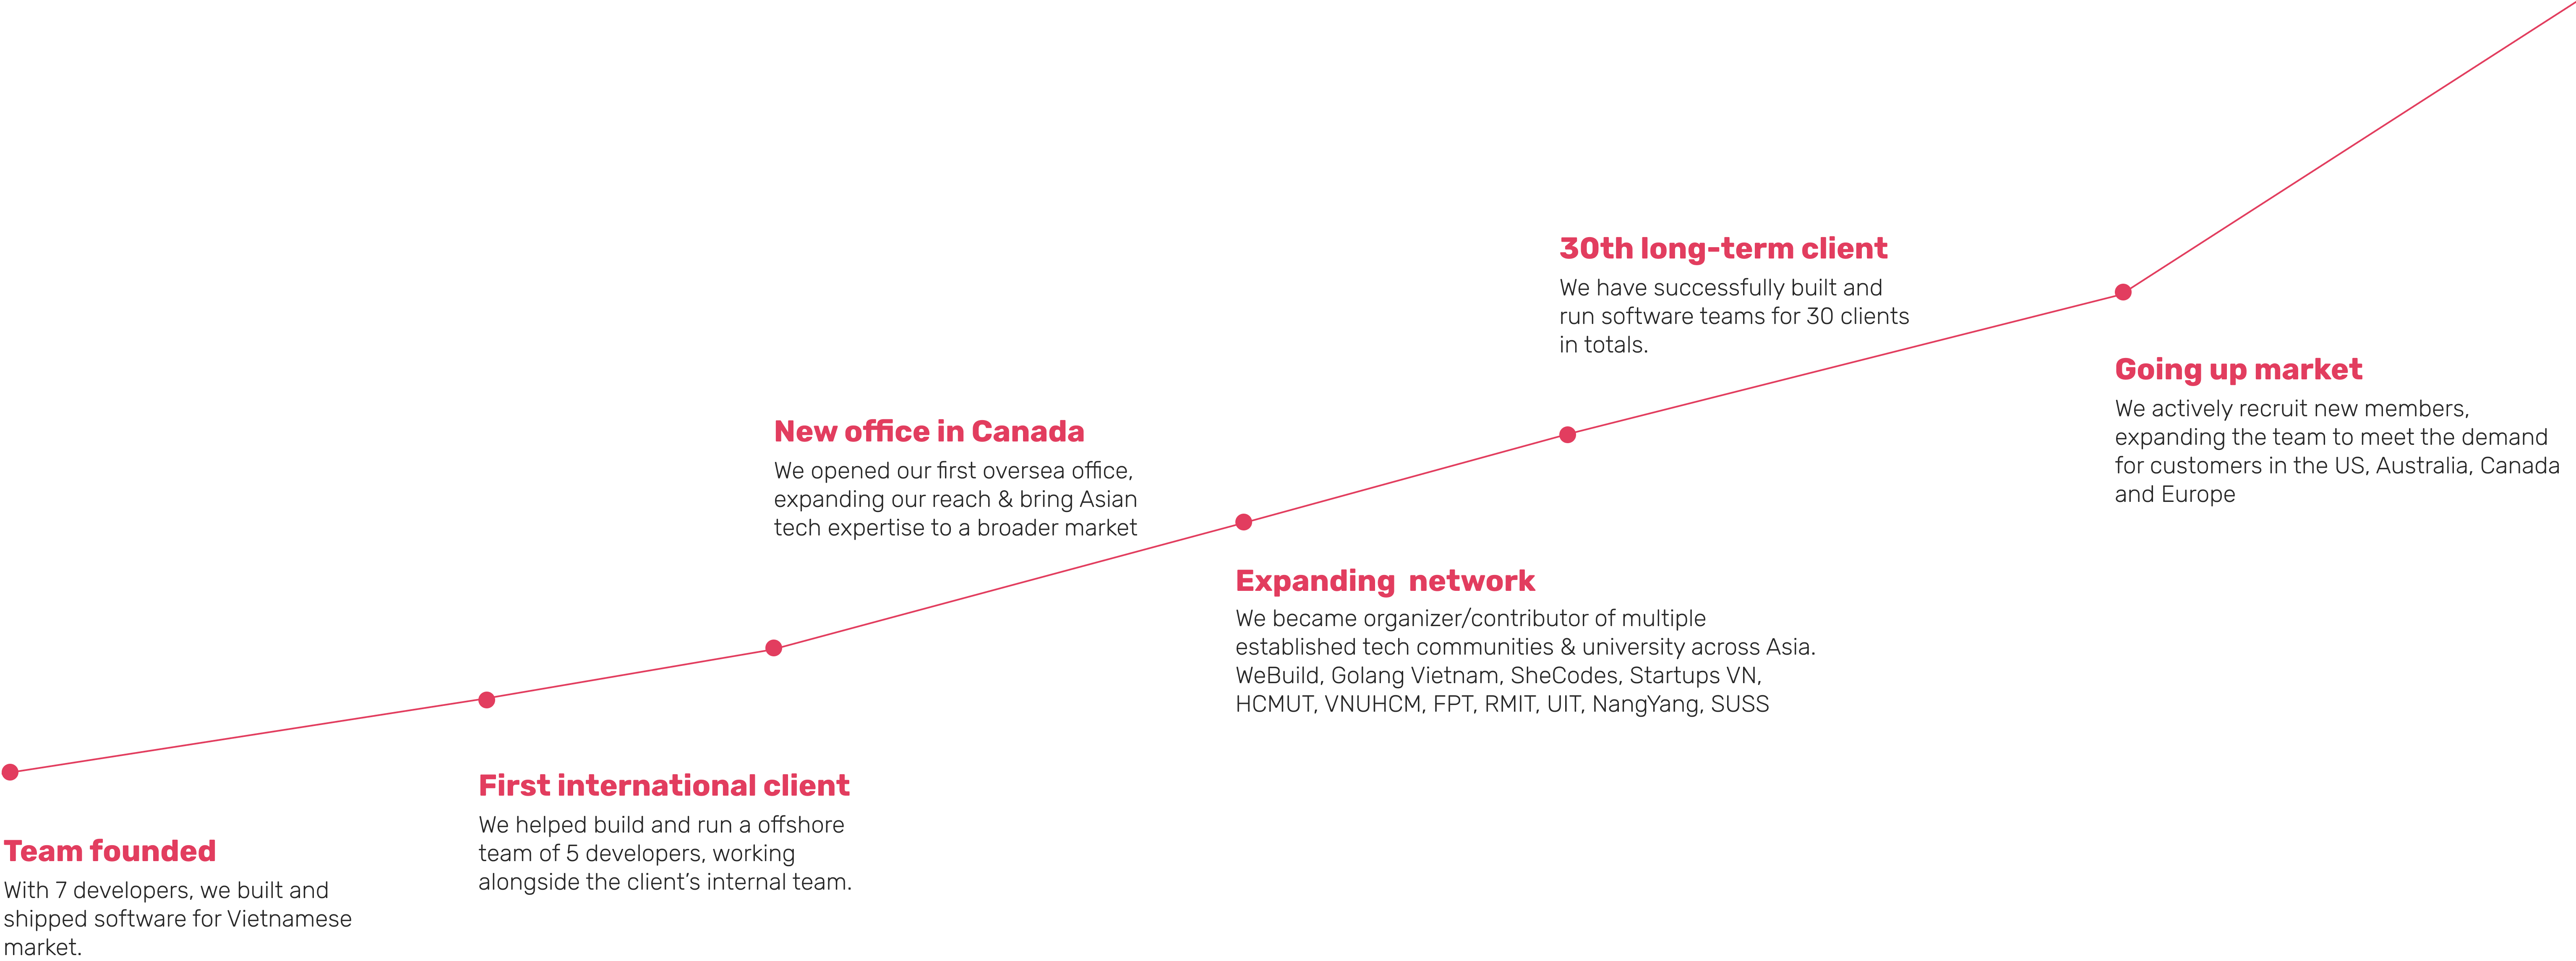 Team founded
With 7 developers, we built and
shipped software for Vietnamese
market.
First international client
We helped build and run a offshore
team of 5 developers, working
alongside the client’s internal team.
New office in Canada
We opened our first oversea office,
expanding our reach & bring Asian
tech expertise to a broader market
Expanding  network
We became organizer/contributor of multiple
established tech communities & university across Asia.
WeBuild, Golang Vietnam, SheCodes, Startups VN,
HCMUT, VNUHCM, FPT, RMIT, UIT, NangYang, SUSS
30th long-term client
We have successfully built and
run software teams for 30 clients
in totals.
Going up market
We actively recruit new members,
expanding the team to meet the demand
for customers in the US, Australia, Canada
and Europe